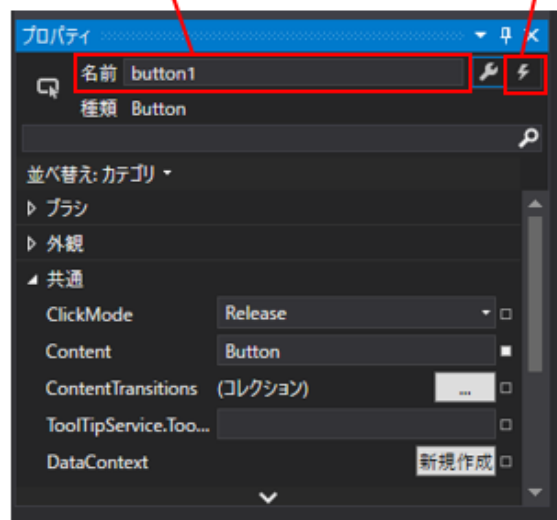 プロパティ
名前 button1
種類 Button
並べ替え: カテゴリ
ブラシ
外観
共通
ClickMode Release
Content Button
ContentTransitions (コレクション) ...
ToolTipService.Too...
DataContext 新規作成